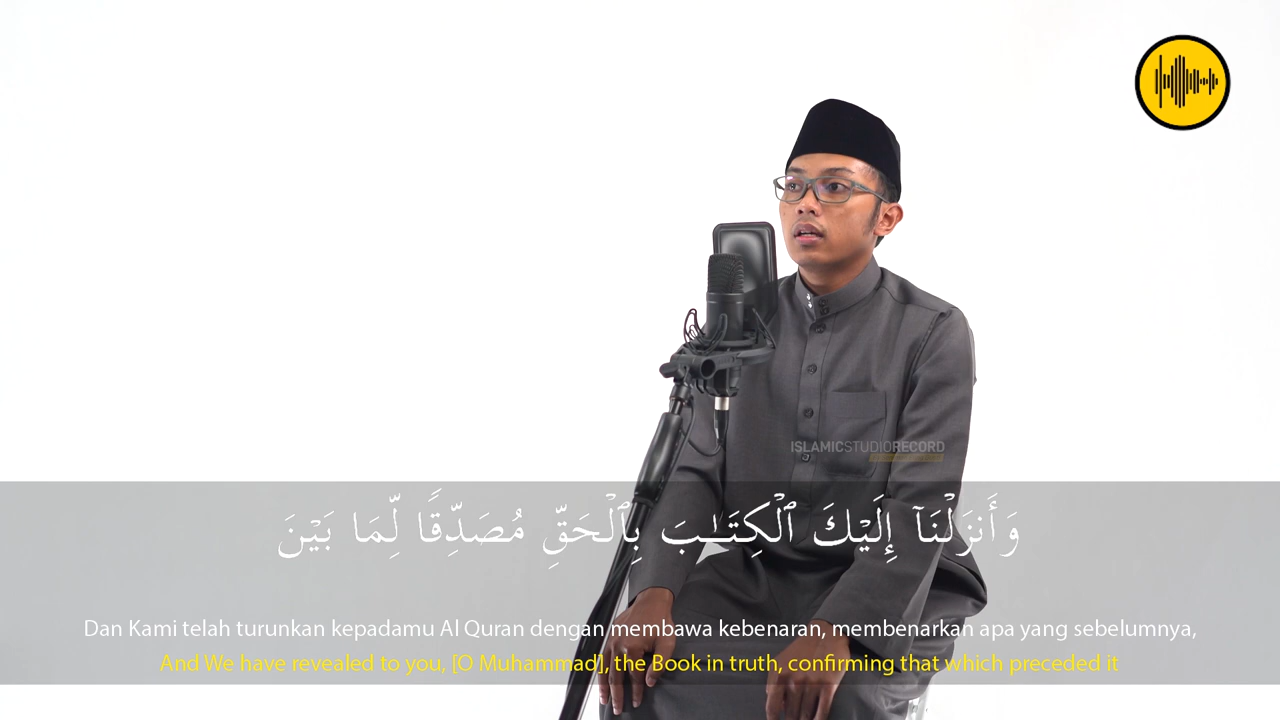 ISLAMICSTUDIORECORD
وَأَنزَلْنَآ إِلَيْكَ ٱلْكِتَـٰبَ بِٱلْحَقِّ مُصَدِّقًا لِّمَا بَيْنَ
Dan Kami telah turunkan kepadamu Al Quran dengan membawa kebenaran, membenarkan apa yang sebelumnya,
And We have revealed to you, [O Muhammad], the Book in truth, confirming that which preceded it